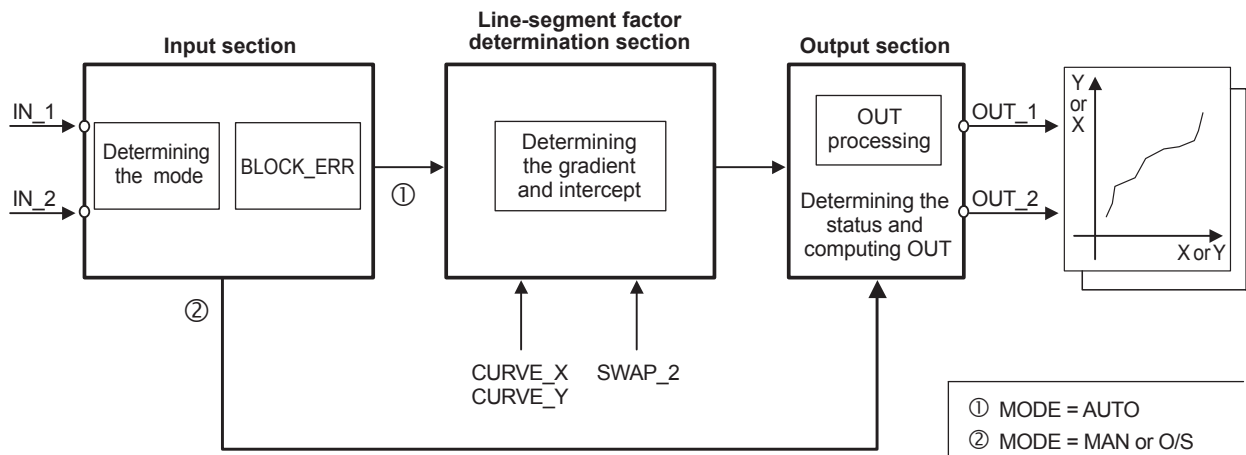 Input section
Line-segment factor
determination section
Output section
IN_1
IN_2
Determining
the mode
BLOCK_ERR
①
②
Determining
the gradient
and intercept
CURVE_X
CURVE_Y
SWAP_2
OUT
processing
Determining the
status and
computing OUT
OUT_1
OUT_2
Y
or
X
X or Y
① MODE = AUTO
② MODE = MAN or O/S